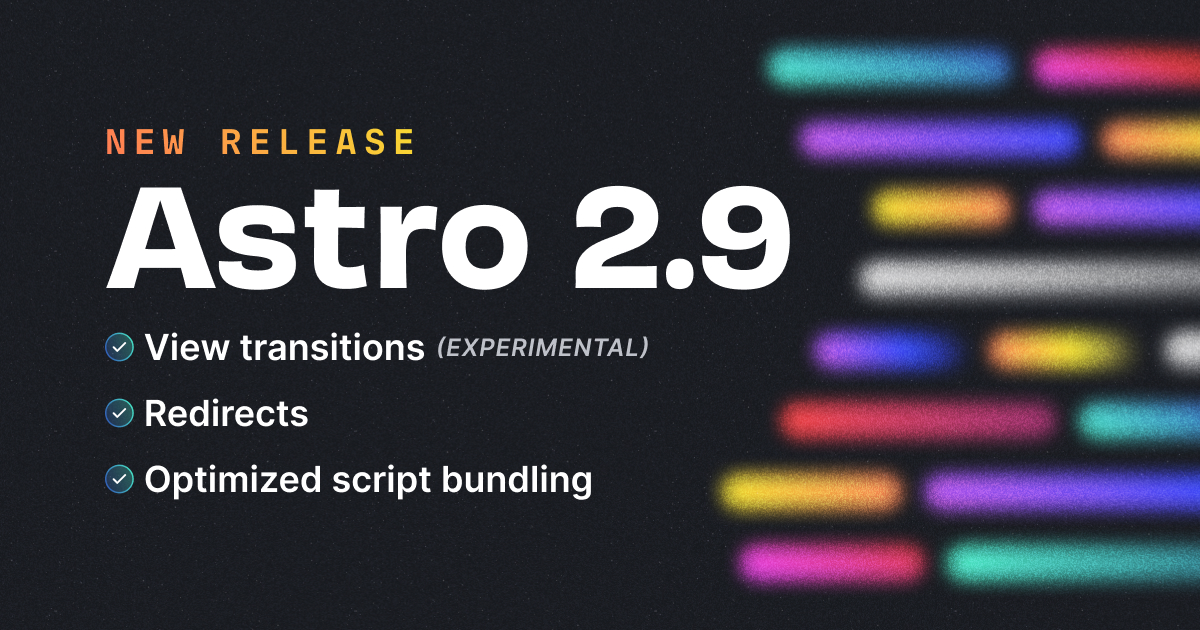 NEW RELEASE
Astro 2.9
View transitions (EXPERIMENTAL)
Redirects
Optimized script bundling